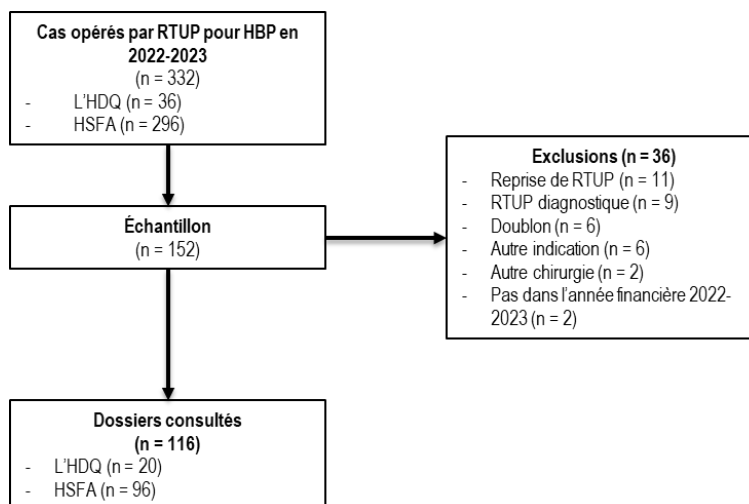 Cas opérés par RTUP pour HBP en
2022-2023
(n = 332)
- L'HDQ (n = 36)
- HSFA (n = 296)
Exclusions (n = 36)
- Reprise de RTUP (n = 11)
- RTUP diagnostique (n = 9)
- Doublon (n = 6)
- Autre indication (n = 6)
- Autre chirurgie (n = 2)
- Pas dans l'année financière 2022-
2023 (n = 2)
Échantillon
(n = 152)
Dossiers consultés
(n = 116)
- L'HDQ (n = 20)
- HSFA (n = 96)